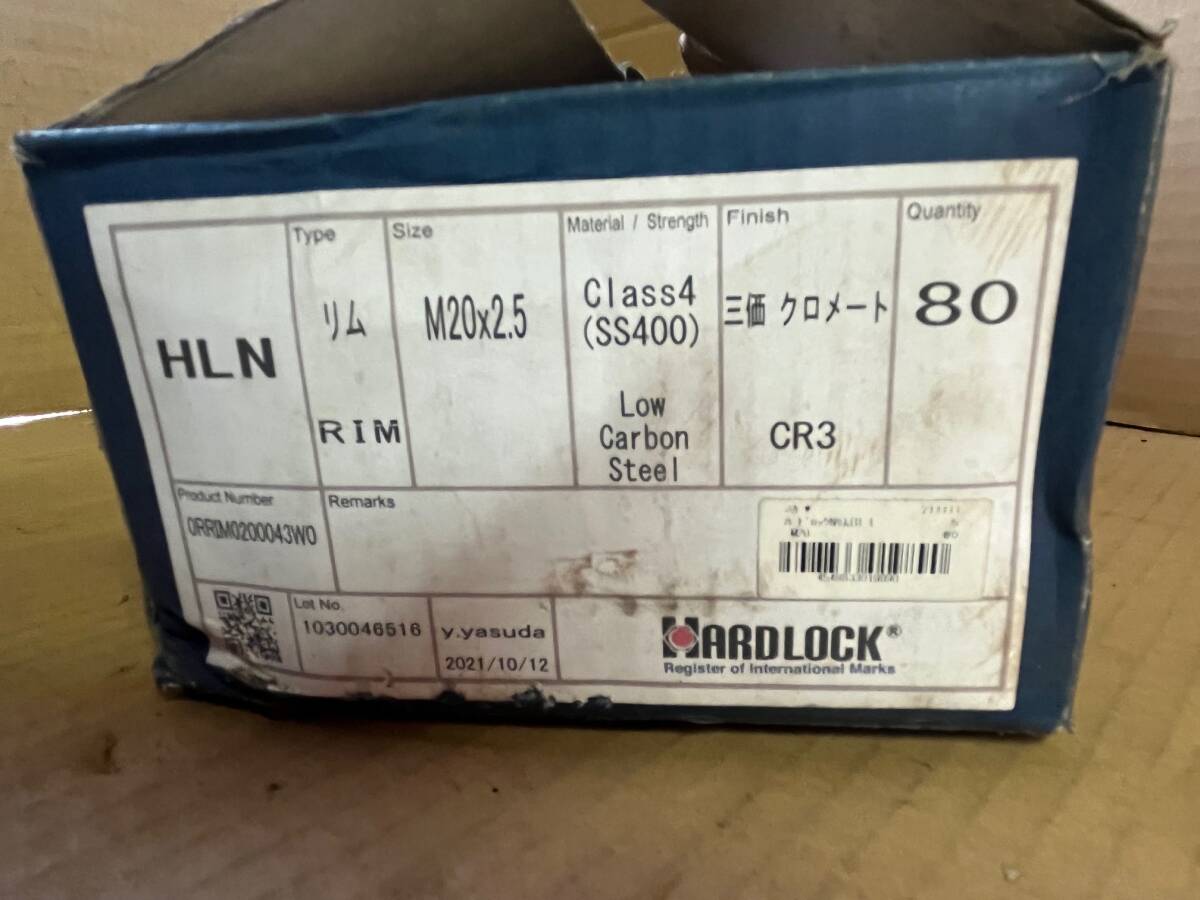 HLN
Type
リム
RIM
Size
M20x2.5
Material / Strength
Class4
(SS400)
Low
Carbon
Steel
Finish
三価 クロメート
CR3
Quantity
80
Product Number
0RRIM0200043W0
Remarks
80
Lot No.
1030046516
y.yasuda
2021/10/12
HARDLOCK®
Register of International Marks